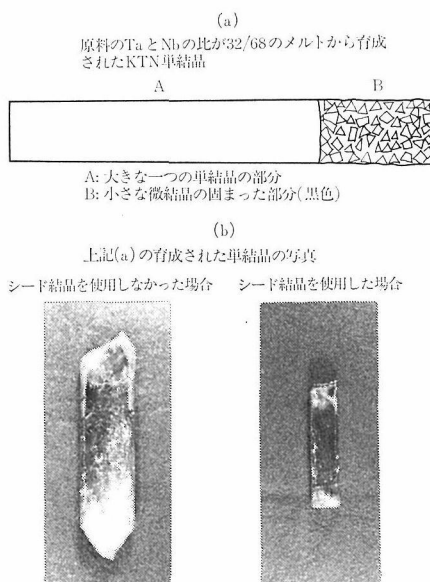 (a)
原料のTaとNbの比が32/68のメルトから育成
されたKTN単結晶
A
B
A: 大きな一つの単結晶の部分
B: 小さな微結晶の固まった部分(黒色)
(b)
上記(a)の育成された単結晶の写真
シード結晶を使用しなかった場合
シード結晶を使用した場合